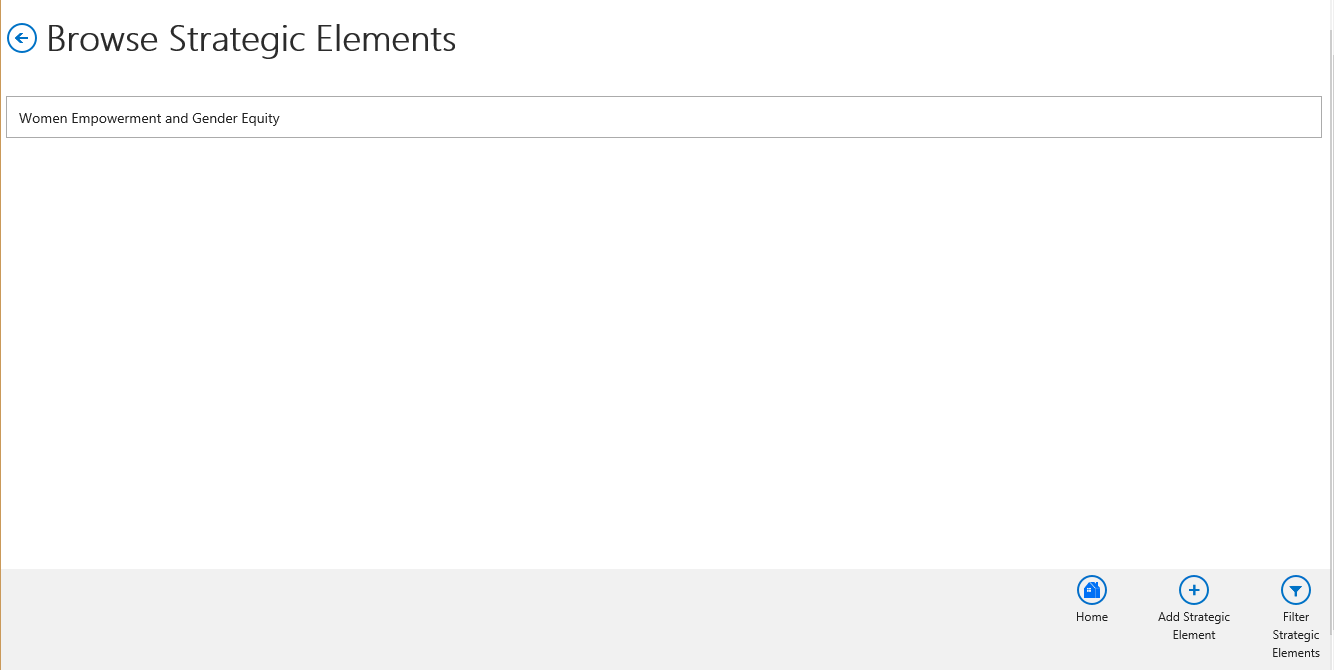 Browse Strategic Elements
Women Empowerment and Gender Equity
Home
Add Strategic
Element
Filter
Strategic
Elements